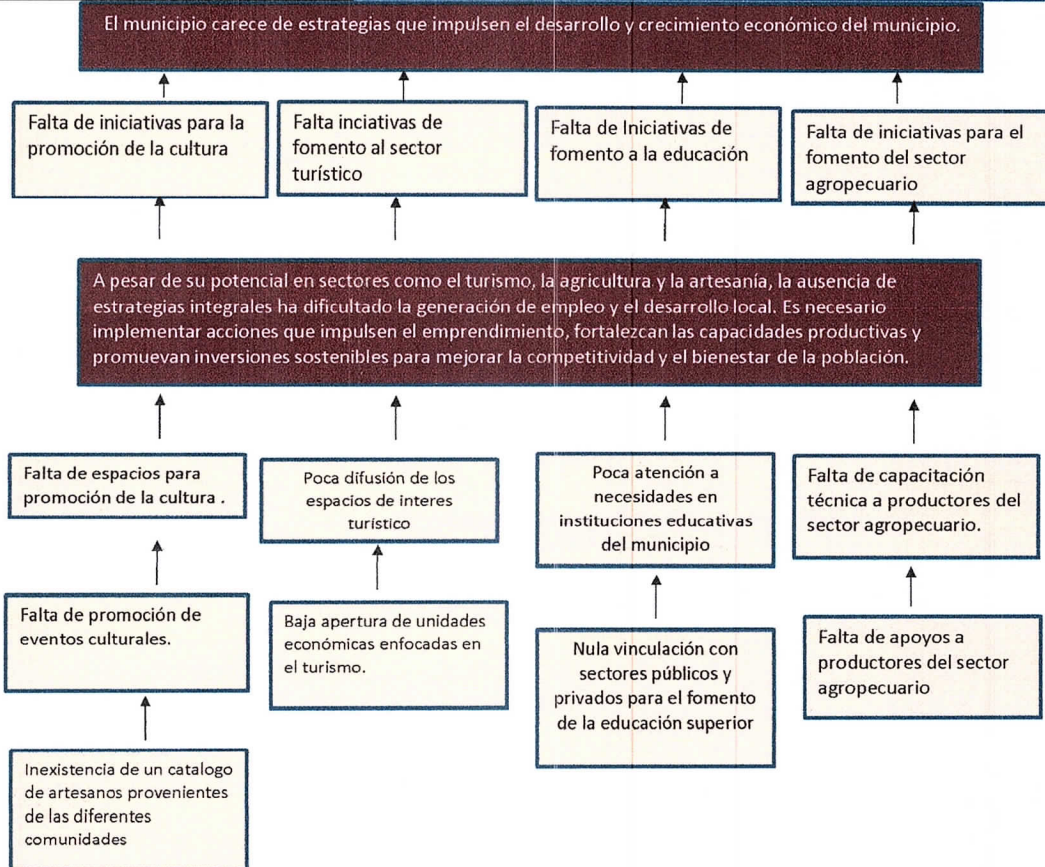 El municipio carece de estrategias que impulsen el desarrollo y crecimiento económico del municipio.
Falta de iniciativas para la
promoción de la cultura
Falta inciativas de
fomento al sector
turístico
Falta de Iniciativas de
fomento a la educación
Falta de iniciativas para el
fomento del sector
agropecuario
A pesar de su potencial en sectores como el turismo, la agricultura y la artesanía, la ausencia de
estrategias integrales ha dificultado la generación de empleo y el desarrollo local. Es necesario
implementar acciones que impulsen el emprendimiento, fortalezcan las capacidades productivas y
promuevan inversiones sostenibles para mejorar la competitividad y el bienestar de la población.
Falta de espacios para
promoción de la cultura .
Poca difusión de los
espacios de interes
turístico
Poca atención a
necesidades en
instituciones educativas
del municipio
Falta de capacitación
técnica a productores del
sector agropecuario.
Falta de promoción de
eventos culturales.
Baja apertura de unidades
económicas enfocadas en
el turismo.
Nula vinculación con
sectores públicos y
privados para el fomento
de la educación superior
Falta de apoyos a
productores del sector
agropecuario
Inexistencia de un catalogo
de artesanos provenientes
de las diferentes
comunidades